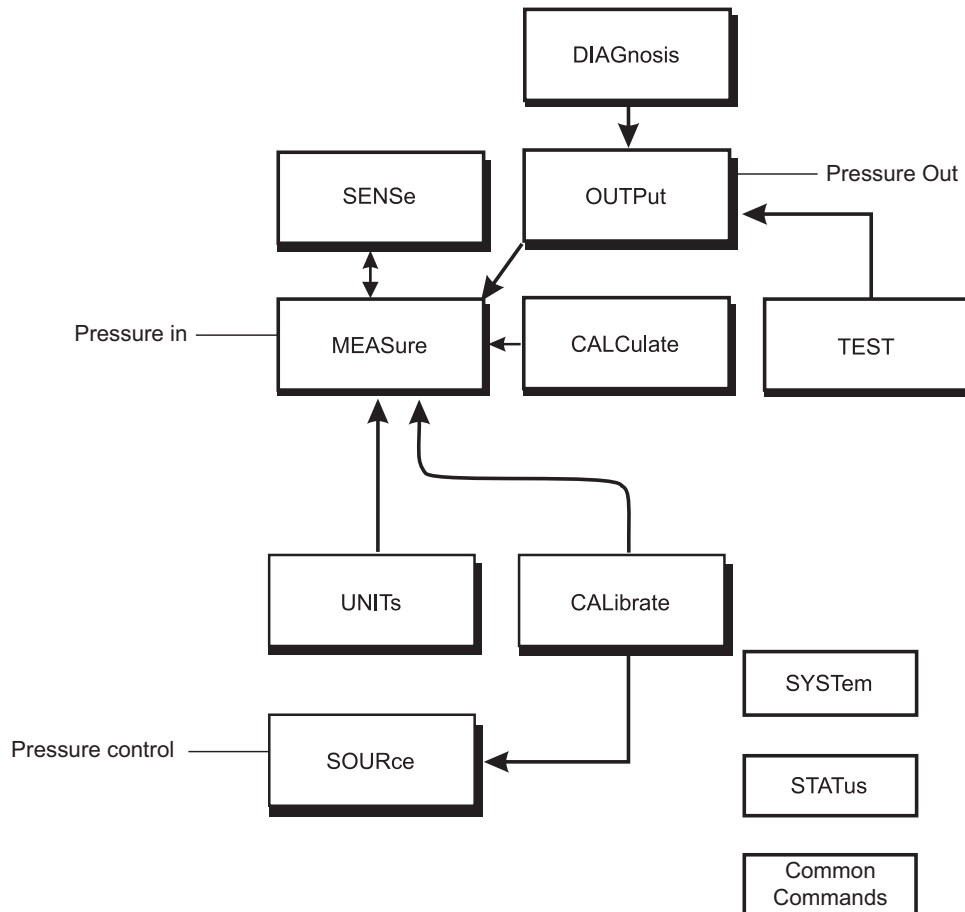 DIAGnosis
SENSe
OUTPut
Pressure Out
Pressure in
MEASure
CALCulate
TEST
UNITs
CALibrate
SYSTem
Pressure control
SOURce
STATus
Common
Commands